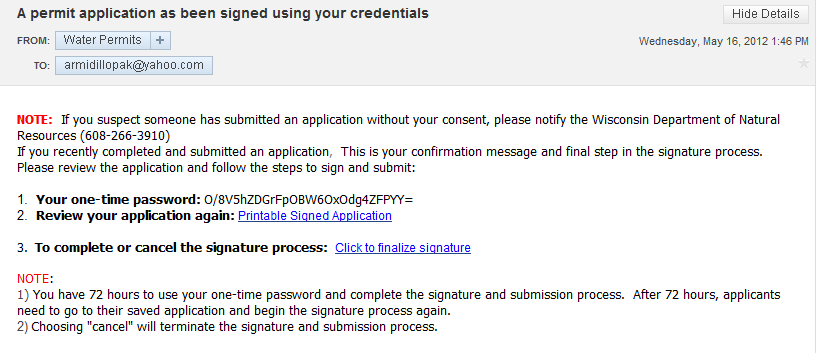 A permit application as been signed using your credentials
Hide Details
FROM: Water Permits +
Wednesday, May 16, 2012 1:46 PM
TO: armidillopak@yahoo.com
NOTE: If you suspect someone has submitted an application without your consent, please notify the Wisconsin Department of Natural
Resources (608-266-3910)
If you recently completed and submitted an application, This is your confirmation message and final step in the signature process.
Please review the application and follow the steps to sign and submit:
1. Your one-time password: O/8V5hZDGrFpOBW6OxOdg4ZFPYY=
2. Review your application again: Printable Signed Application
3. To complete or cancel the signature process: Click to finalize signature
NOTE:
1) You have 72 hours to use your one-time password and complete the signature and submission process. After 72 hours, applicants
need to go to their saved application and begin the signature process again.
2) Choosing "cancel" will terminate the signature and submission process.